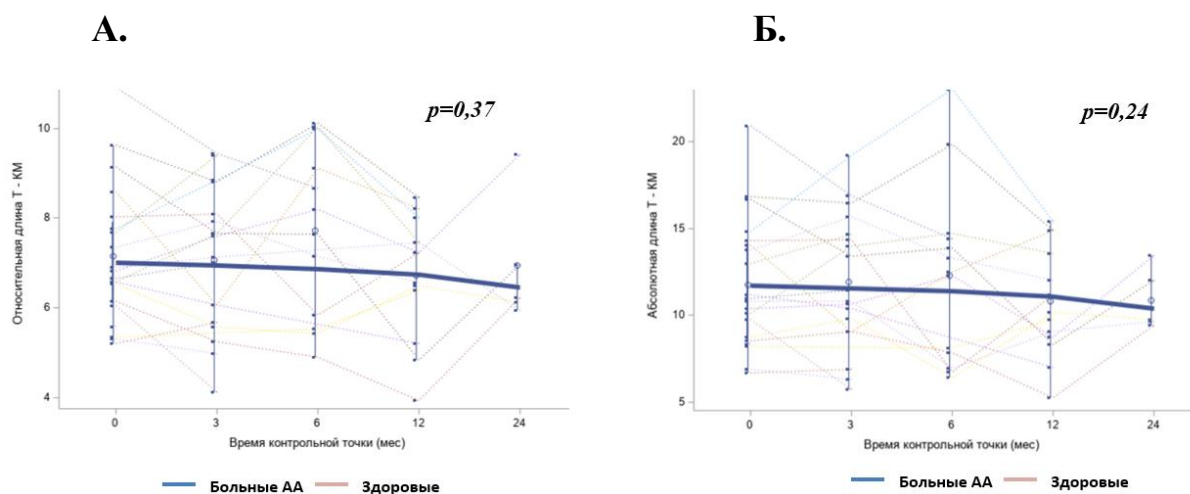 А.
Б.
p=0,37
Относительная длина Т - КМ
10
8
6
4
0 3 6 12 24
Время контрольной точки (мес)
Больные АА Здоровые
p=0,24
Абсолютная длина Т - КМ
20
15
10
5
0 3 6 12 24
Время контрольной точки (мес)
Больные АА Здоровые